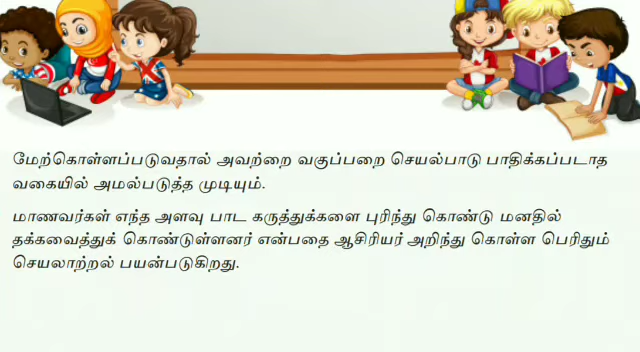 மேற்கொள்ளப்படுவதால் அவற்றை வகுப்பறை செயல்பாடு பாதிக்கப்படாத
வகையில் அமல்படுத்த முடியும்.
மாணவர்கள் எந்த அளவு பாட கருத்துக்களை புரிந்து கொண்டு மனதில்
தக்கவைத்துக் கொண்டுள்ளனர் என்பதை ஆசிரியர் அறிந்து கொள்ள பெரிதும்
செயலாற்றல் பயன்படுகிறது.